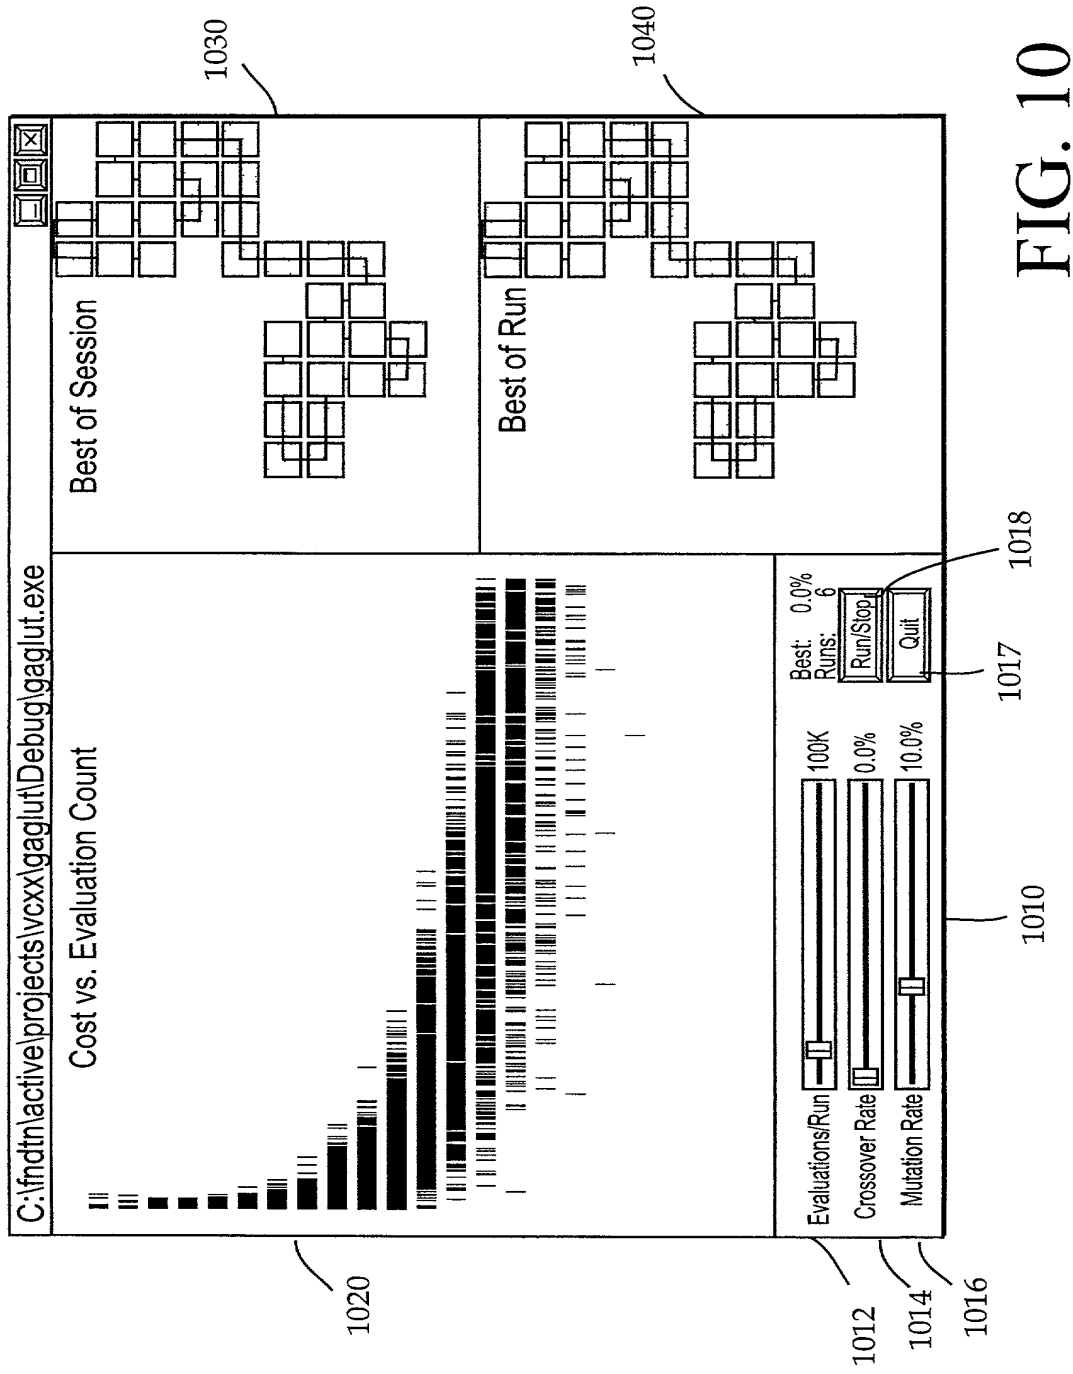 C:\fndtn\active\projects\vcxx\gaglut\Debug\gaglut.exe
Cost vs. Evaluation Count
Best of Session
Best of Run
Evaluations/Run 100K
Crossover Rate 0.0%
Mutation Rate 10.0%
Best: 0.0%
Runs: 6
Run/Stop
Quit
1030
1040
1020
1012
1014
1016
1010
1017
1018
FIG. 10